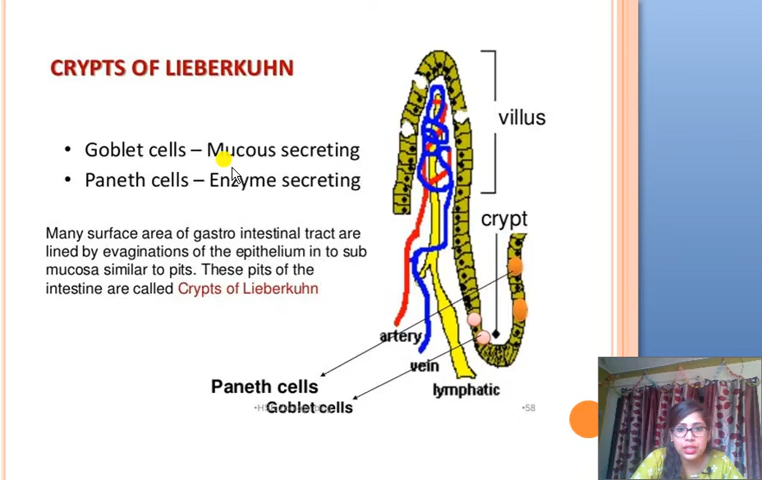 CRYPTS OF LIEBERKUHN
• Goblet cells – Mucous secreting
• Paneth cells – Enzyme secreting
Many surface area of gastro intestinal tract are
lined by evaginations of the epithelium in to sub
mucosa similar to pits. These pits of the
intestine are called Crypts of Lieberkuhn
villus
crypt
artery
vein
lymphatic
Paneth cells
Goblet cells
•58